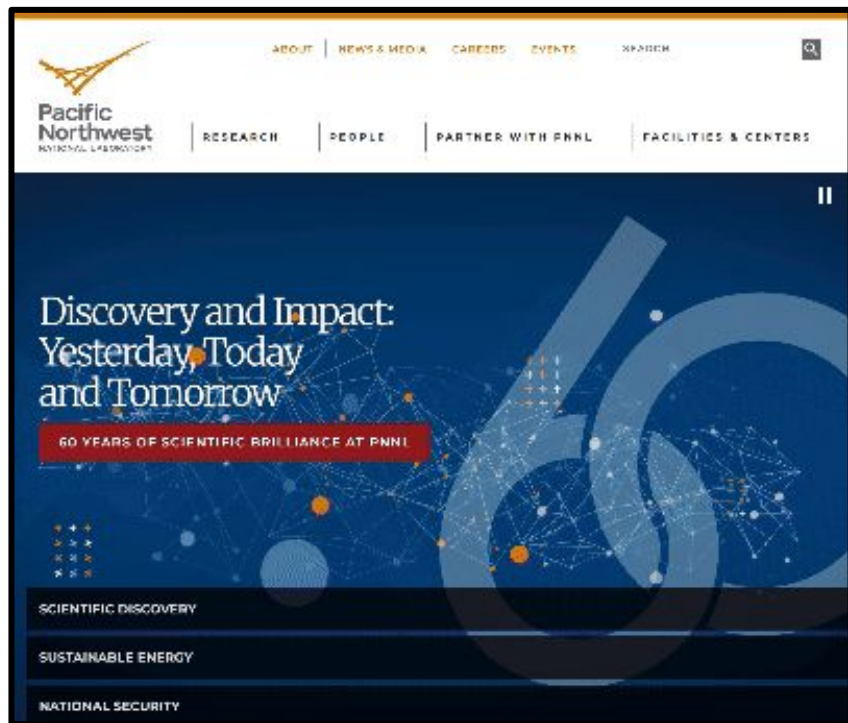 ABOUT NEWS & MEDIA CAREERS EVENTS SEARCH
Pacific
Northwest
NATIONAL LABORATORY
RESEARCH PEOPLE PARTNER WITH PNNL FACILITIES & CENTERS
Discovery and Impact:
Yesterday, Today
and Tomorrow
60 YEARS OF SCIENTIFIC BRILLIANCE AT PNNL
60
SCIENTIFIC DISCOVERY
SUSTAINABLE ENERGY
NATIONAL SECURITY